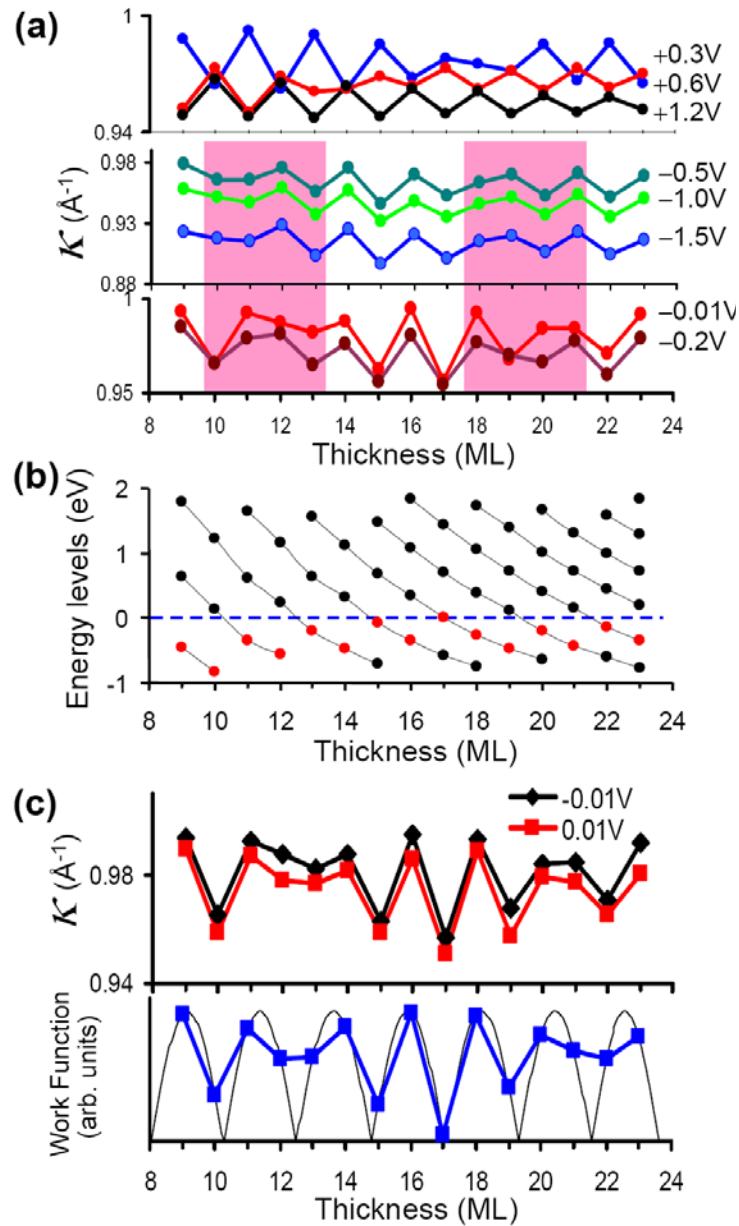 (a)
1
0.94
+0.3V
+0.6V
+1.2V
κ (Å-1)
0.98
0.93
0.88
−0.5V
−1.0V
−1.5V
1
0.95
−0.01V
−0.2V
8 10 12 14 16 18 20 22 24
Thickness (ML)
(b)
Energy levels (eV)
2
1
0
-1
8 10 12 14 16 18 20 22 24
Thickness (ML)
(c)
-0.01V
0.01V
κ (Å-1)
0.98
0.94
Work Function
(arb. units)
8 10 12 14 16 18 20 22 24
Thickness (ML)